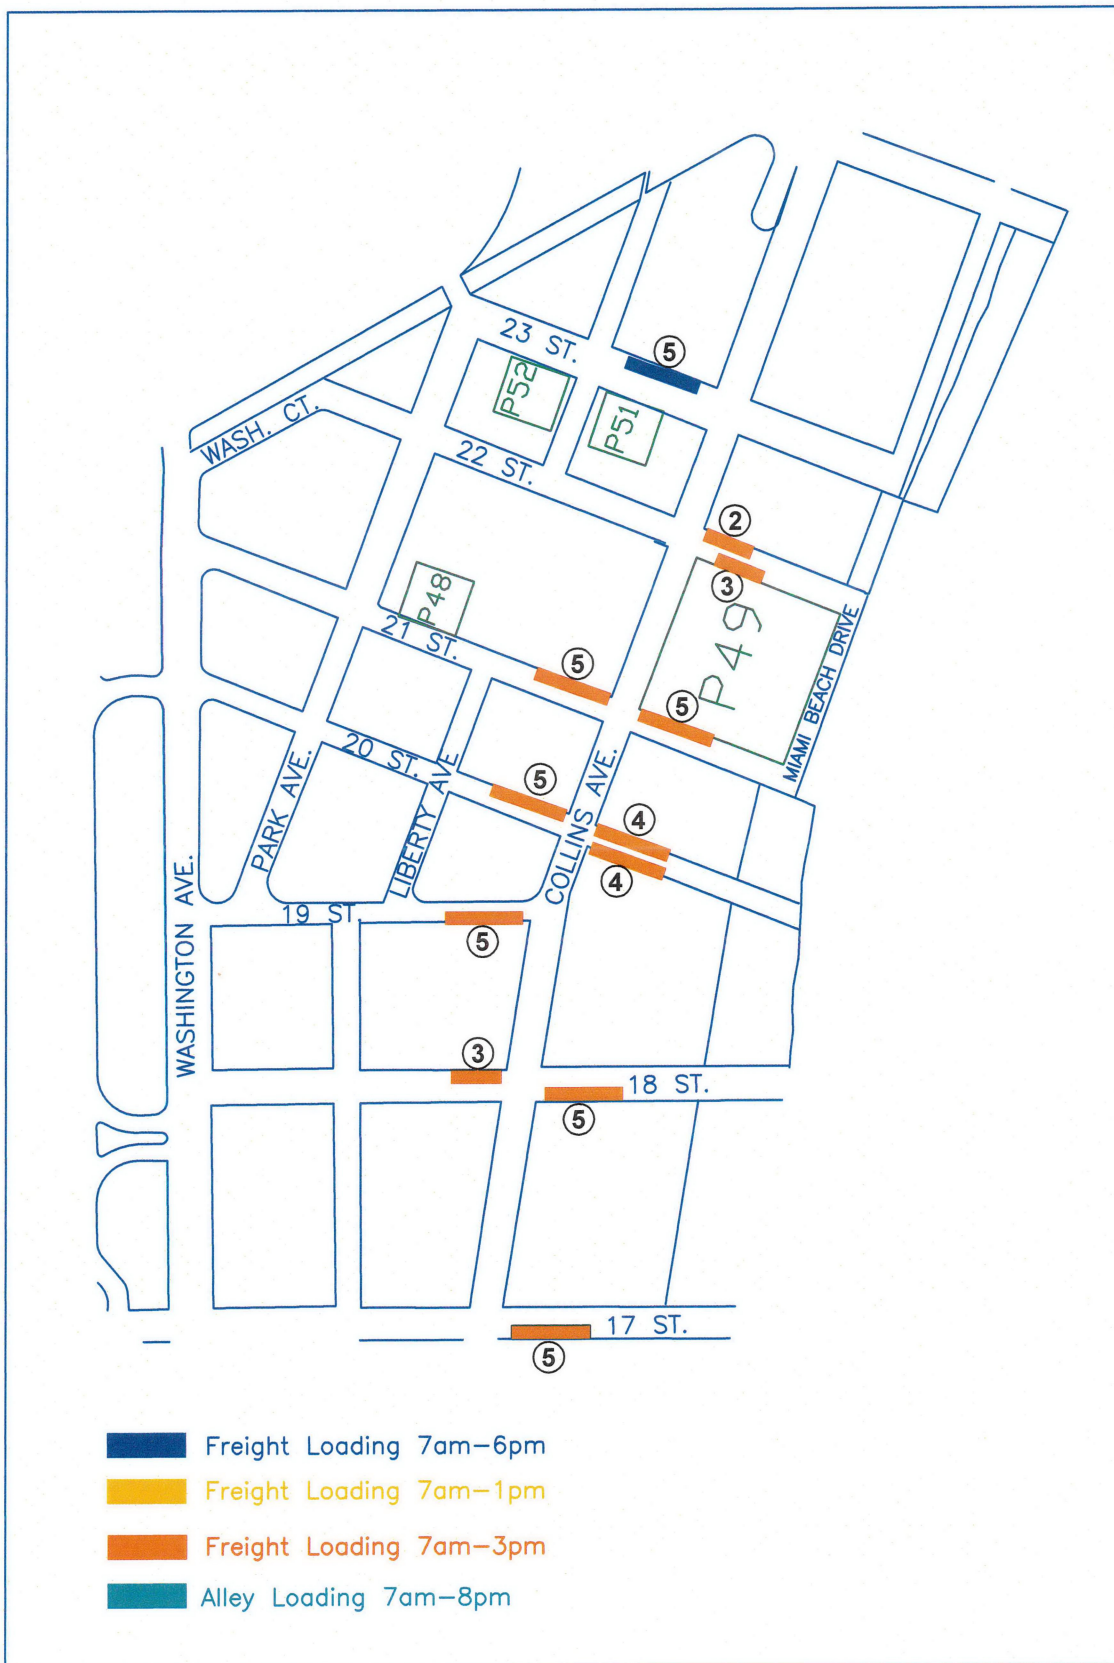 23 ST.
5
P52
P51
WASH. CT.
22 ST.
2
3
P48
P49
21 ST.
MIAMI BEACH DRIVE
5
5
20 ST.
PARK AVE.
LIBERTY AVE
5
COLLINS AVE.
4
4
WASHINGTON AVE.
19 ST.
5
3
18 ST.
5
17 ST.
5
Freight Loading 7am-6pm
Freight Loading 7am-1pm
Freight Loading 7am-3pm
Alley Loading 7am-8pm